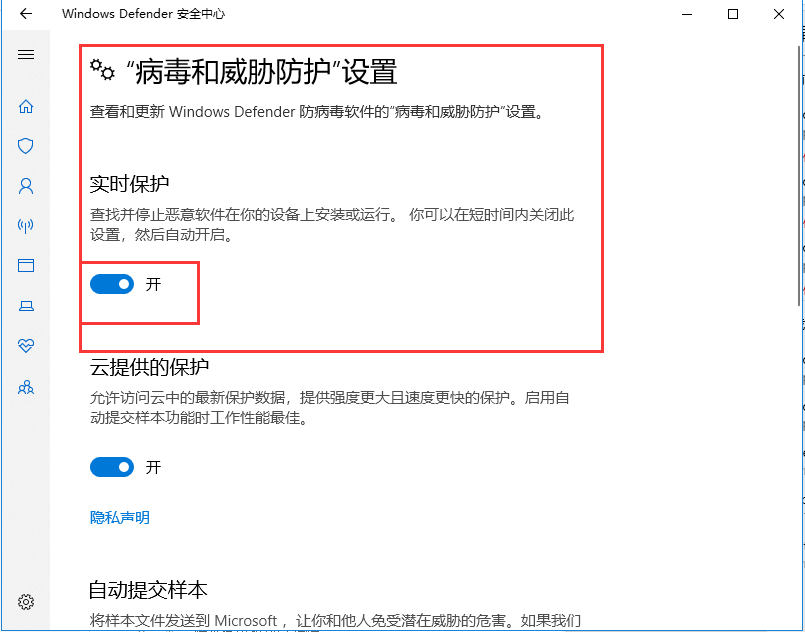 Windows Defender 安全中心
“病毒和威胁防护”设置
查看和更新 Windows Defender 防病毒软件的“病毒和威胁防护”设置。
实时保护
查找并停止恶意软件在你的设备上安装或运行。 你可以在短时间内关闭此
设置，然后自动开启。
开
云提供的保护
允许访问云中的最新保护数据，提供强度更大且速度更快的保护。启用自
动提交样本功能时工作性能最佳。
开
隐私声明
自动提交样本
将样本文件发送到 Microsoft ，让你和他人免受潜在威胁的危害。如果我们